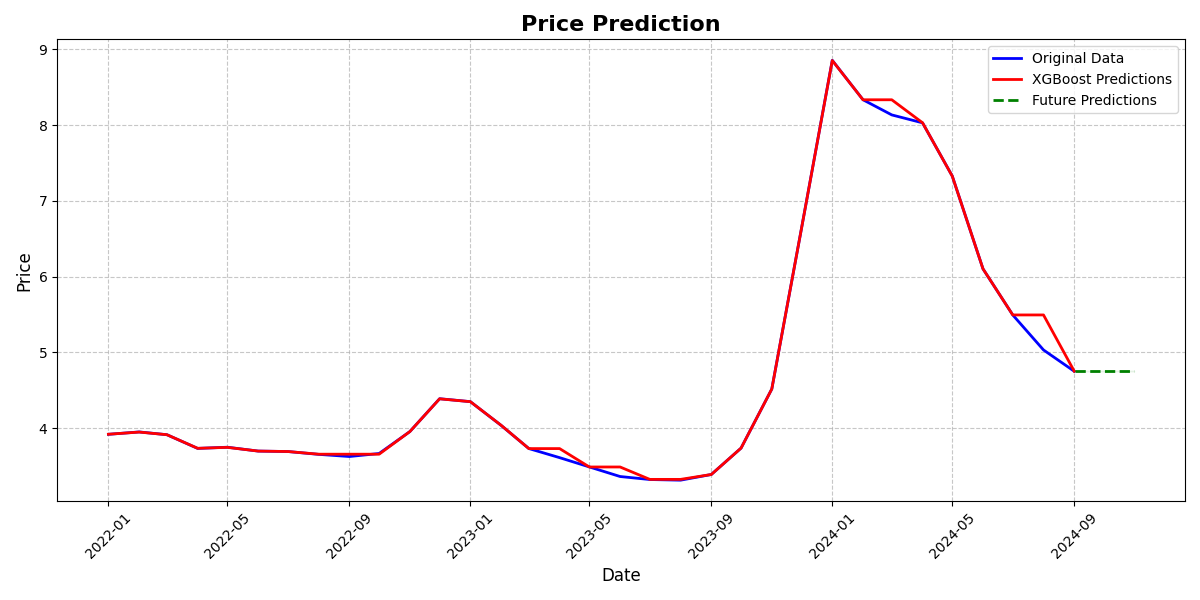 Price Prediction
Original Data
XGBoost Predictions
Future Predictions
Price
9
8
7
6
5
4
2022-01
2022-05
2022-09
2023-01
2023-05
2023-09
2024-01
2024-05
2024-09
Date